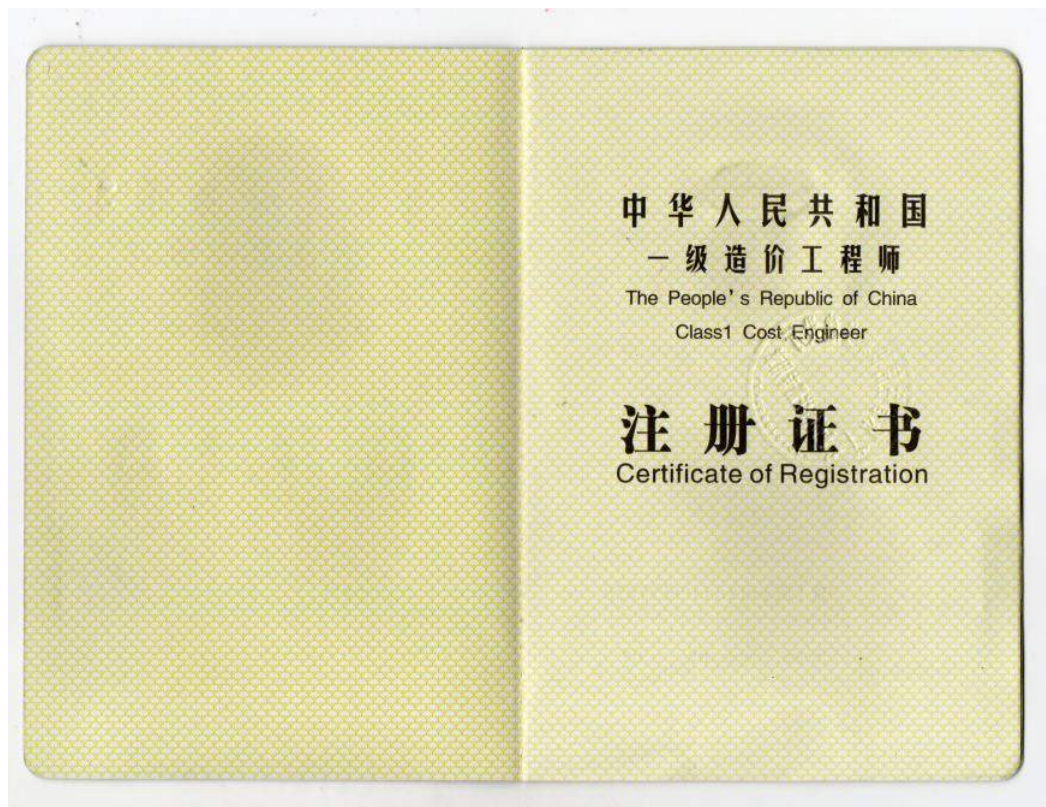 中华人民共和国
一级造价工程师
The People's Republic of China
Class1 Cost Engineer
注册证书
Certificate of Registration